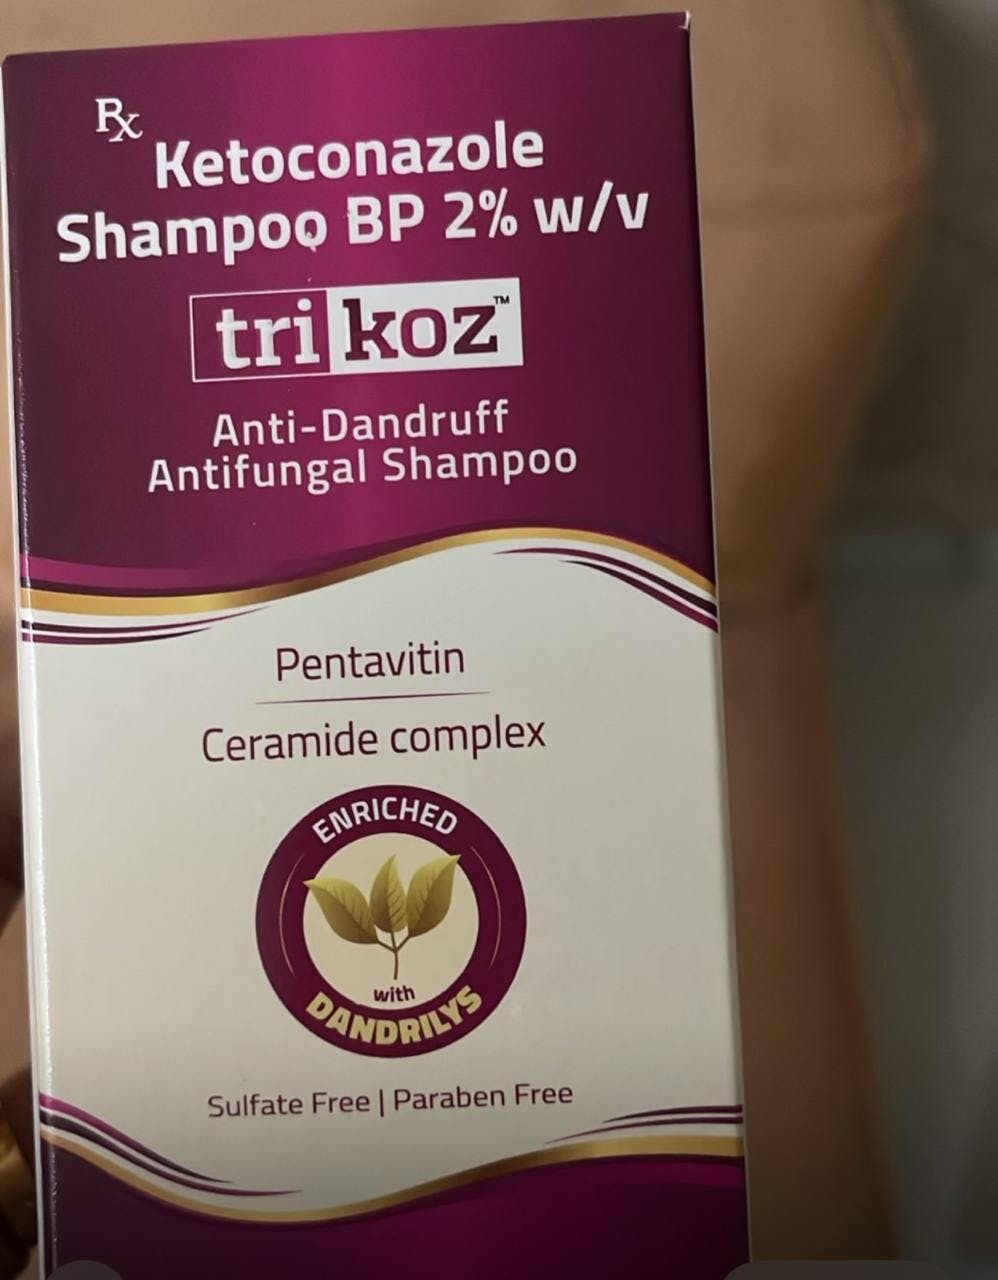 Rx
Ketoconazole
Shampoo BP 2% w/v
trikoz™
Anti-Dandruff
Antifungal Shampoo
Pentavitin
Ceramide complex
ENRICHED
with
DANDRILYS
Sulfate Free | Paraben Free